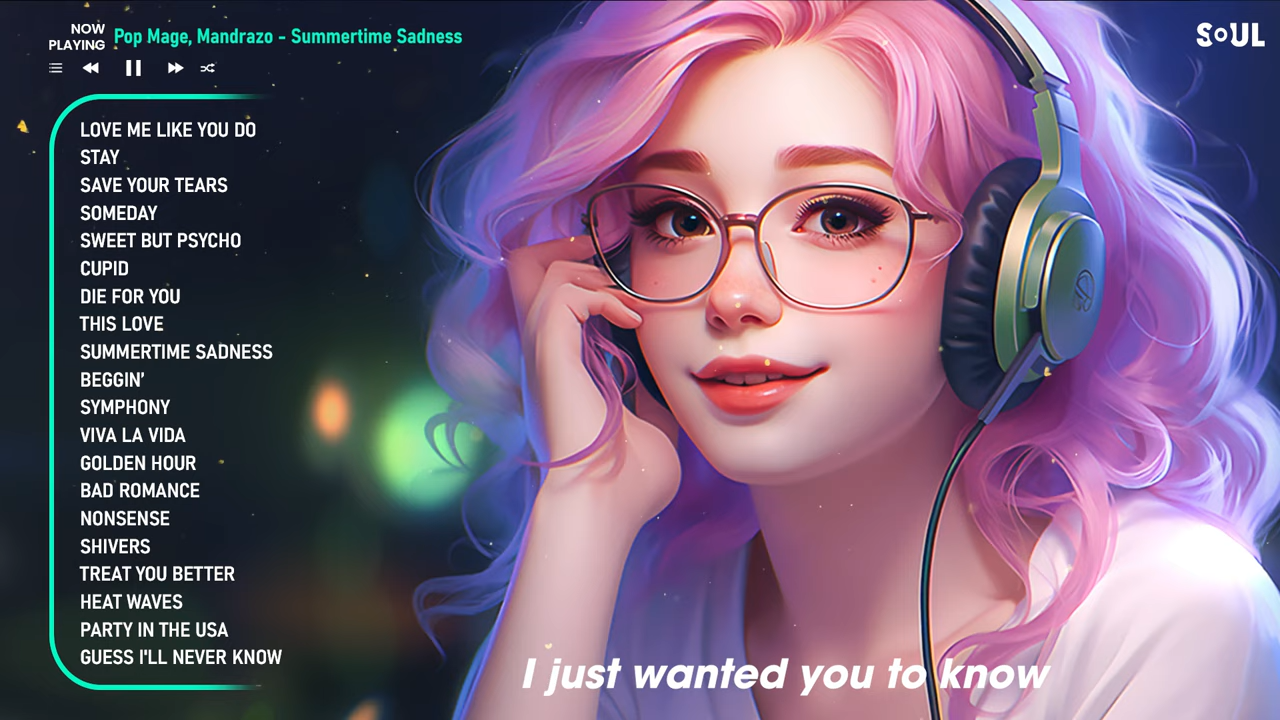 NOW
PLAYING
Pop Mage, Mandrazo - Summertime Sadness
SOUL
LOVE ME LIKE YOU DO
STAY
SAVE YOUR TEARS
SOMEDAY
SWEET BUT PSYCHO
CUPID
DIE FOR YOU
THIS LOVE
SUMMERTIME SADNESS
BEGGIN'
SYMPHONY
VIVA LA VIDA
GOLDEN HOUR
BAD ROMANCE
NONSENSE
SHIVERS
TREAT YOU BETTER
HEAT WAVES
PARTY IN THE USA
GUESS I'LL NEVER KNOW
I just wanted you to know